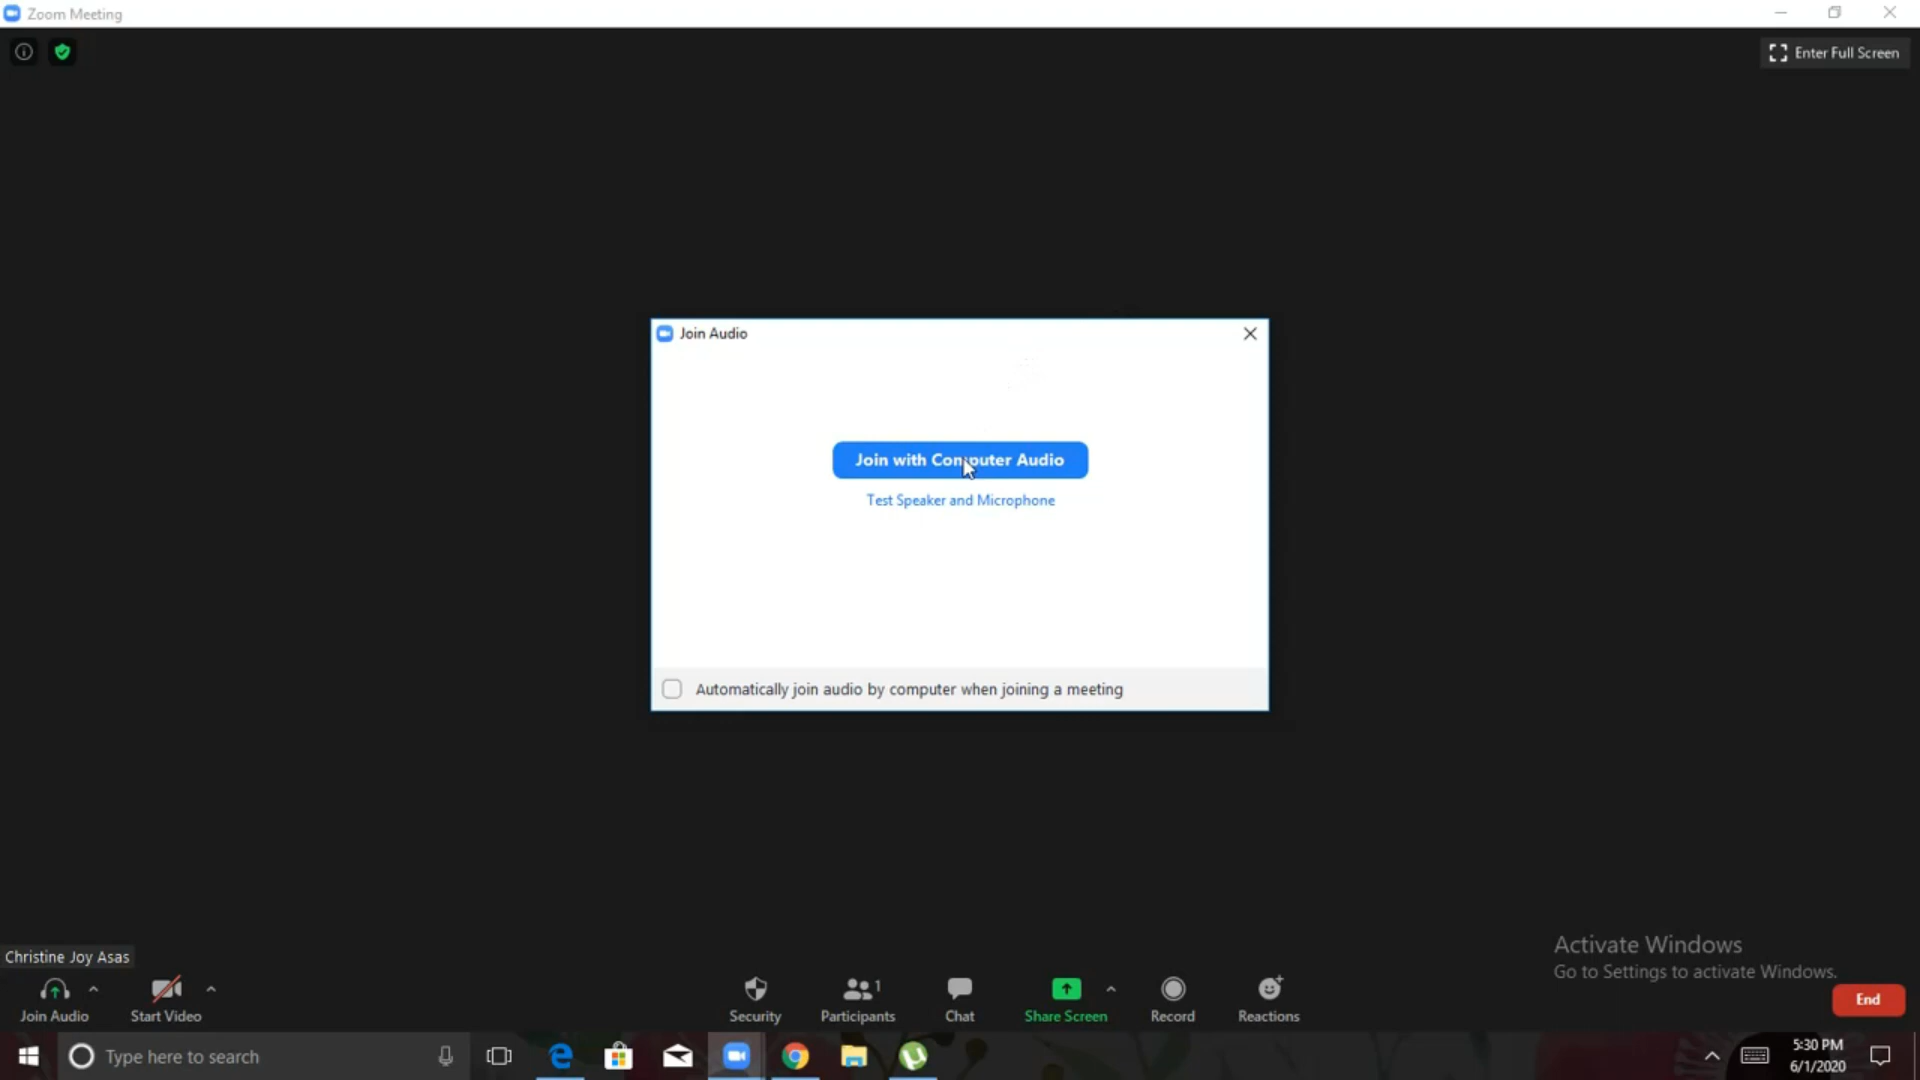 Zoom Meeting
Enter Full Screen
Join Audio
Join with Computer Audio
Test Speaker and Microphone
Automatically join audio by computer when joining a meeting
Activate Windows
Go to Settings to activate Windows.
Christine Joy Asas
Join Audio
Start Video
Security
1
Participants
Chat
Share Screen
Record
Reactions
End
Type here to search
5:30 PM
6/1/2020